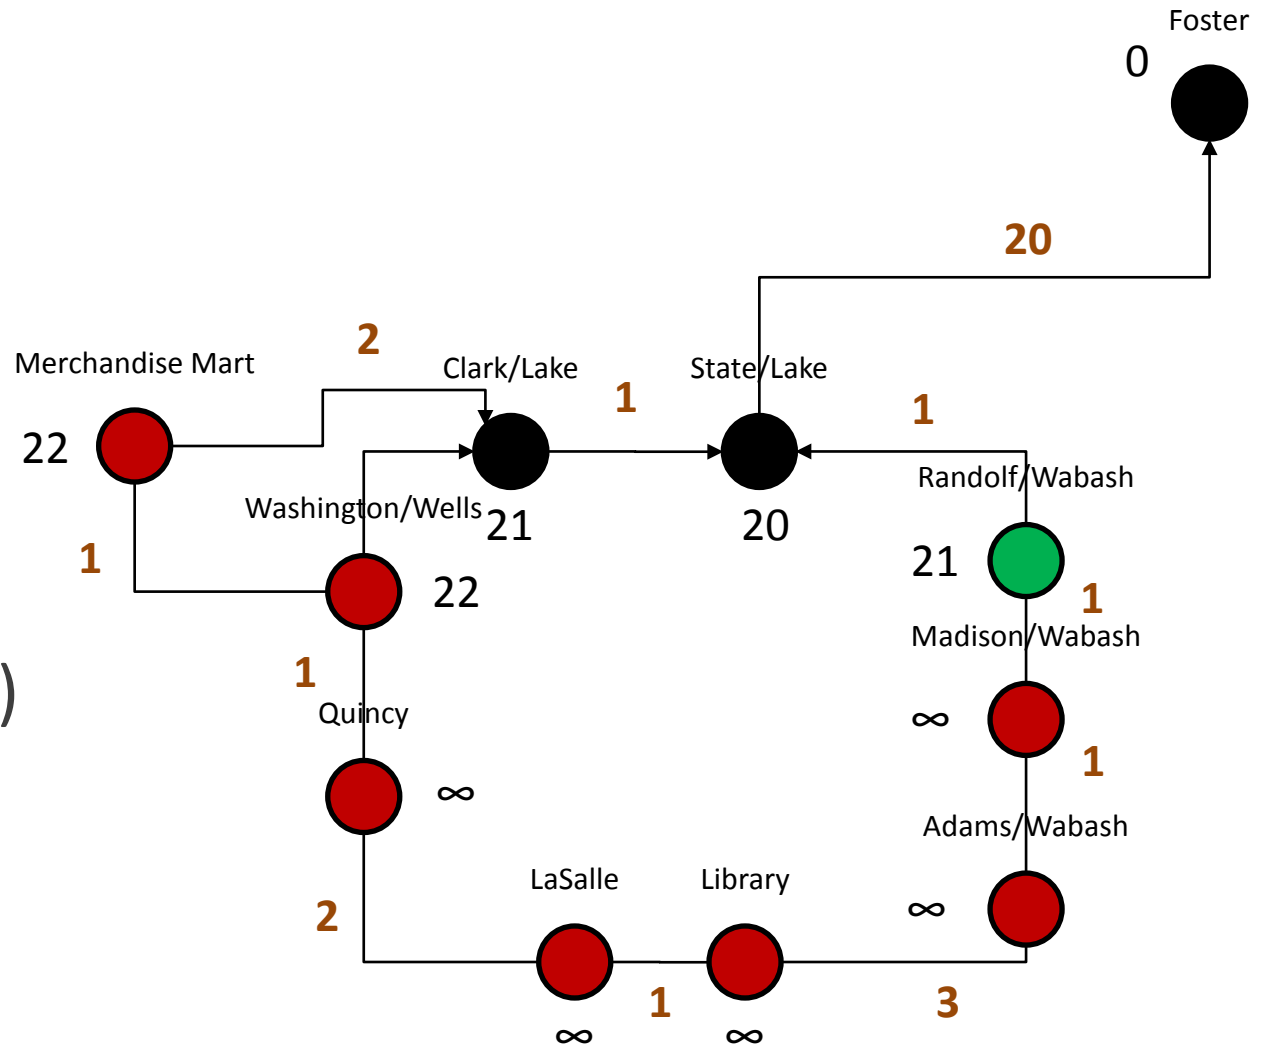 Foster
0
20
2
Merchandise Mart
Clark/Lake
State/Lake
1
1
22
Randolf/Wabash
Washington/Wells
21
20
1
21
22
1
Madison/Wabash
)
1
Quincy
∞
1
∞
Adams/Wabash
LaSalle
Library
∞
2
1
3
∞
∞